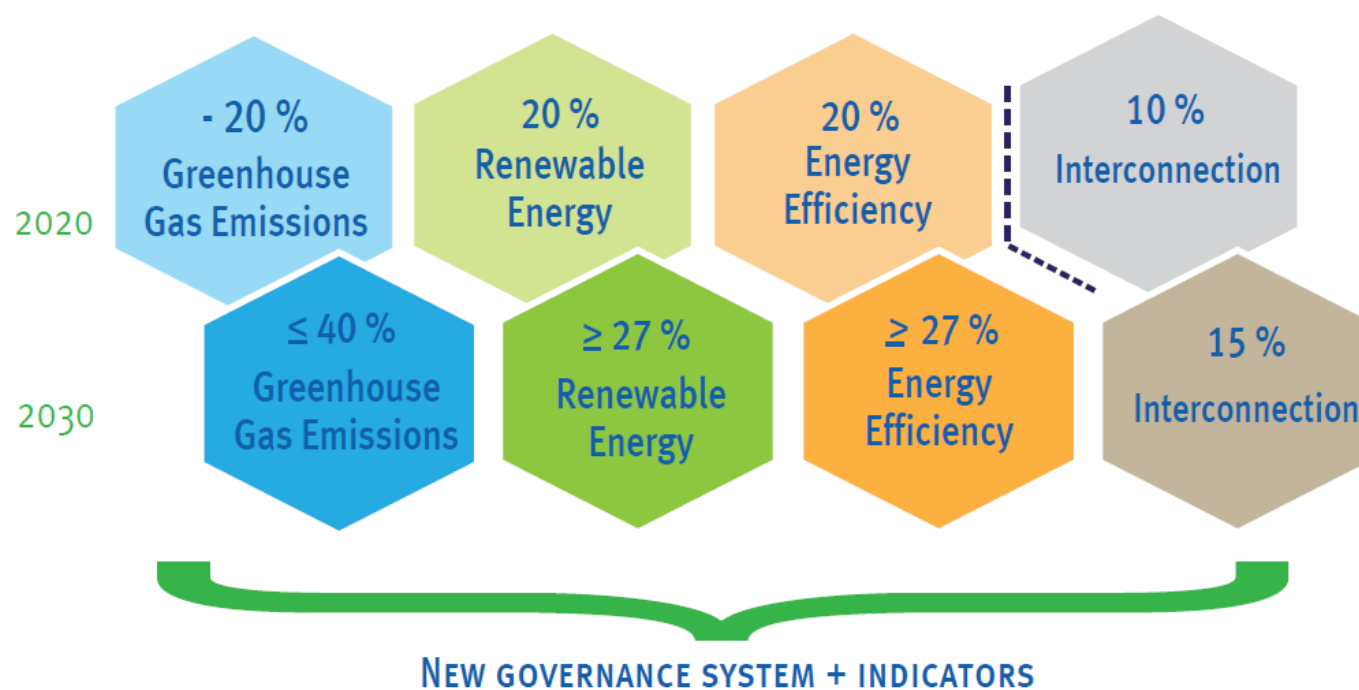 2020
- 20 %
Greenhouse
Gas Emissions
20 %
Renewable
Energy
20 %
Energy
Efficiency
10 %
Interconnection
2030
≤ 40 %
Greenhouse
Gas Emissions
≥ 27 %
Renewable
Energy
≥ 27 %
Energy
Efficiency
15 %
Interconnection
NEW GOVERNANCE SYSTEM + INDICATORS